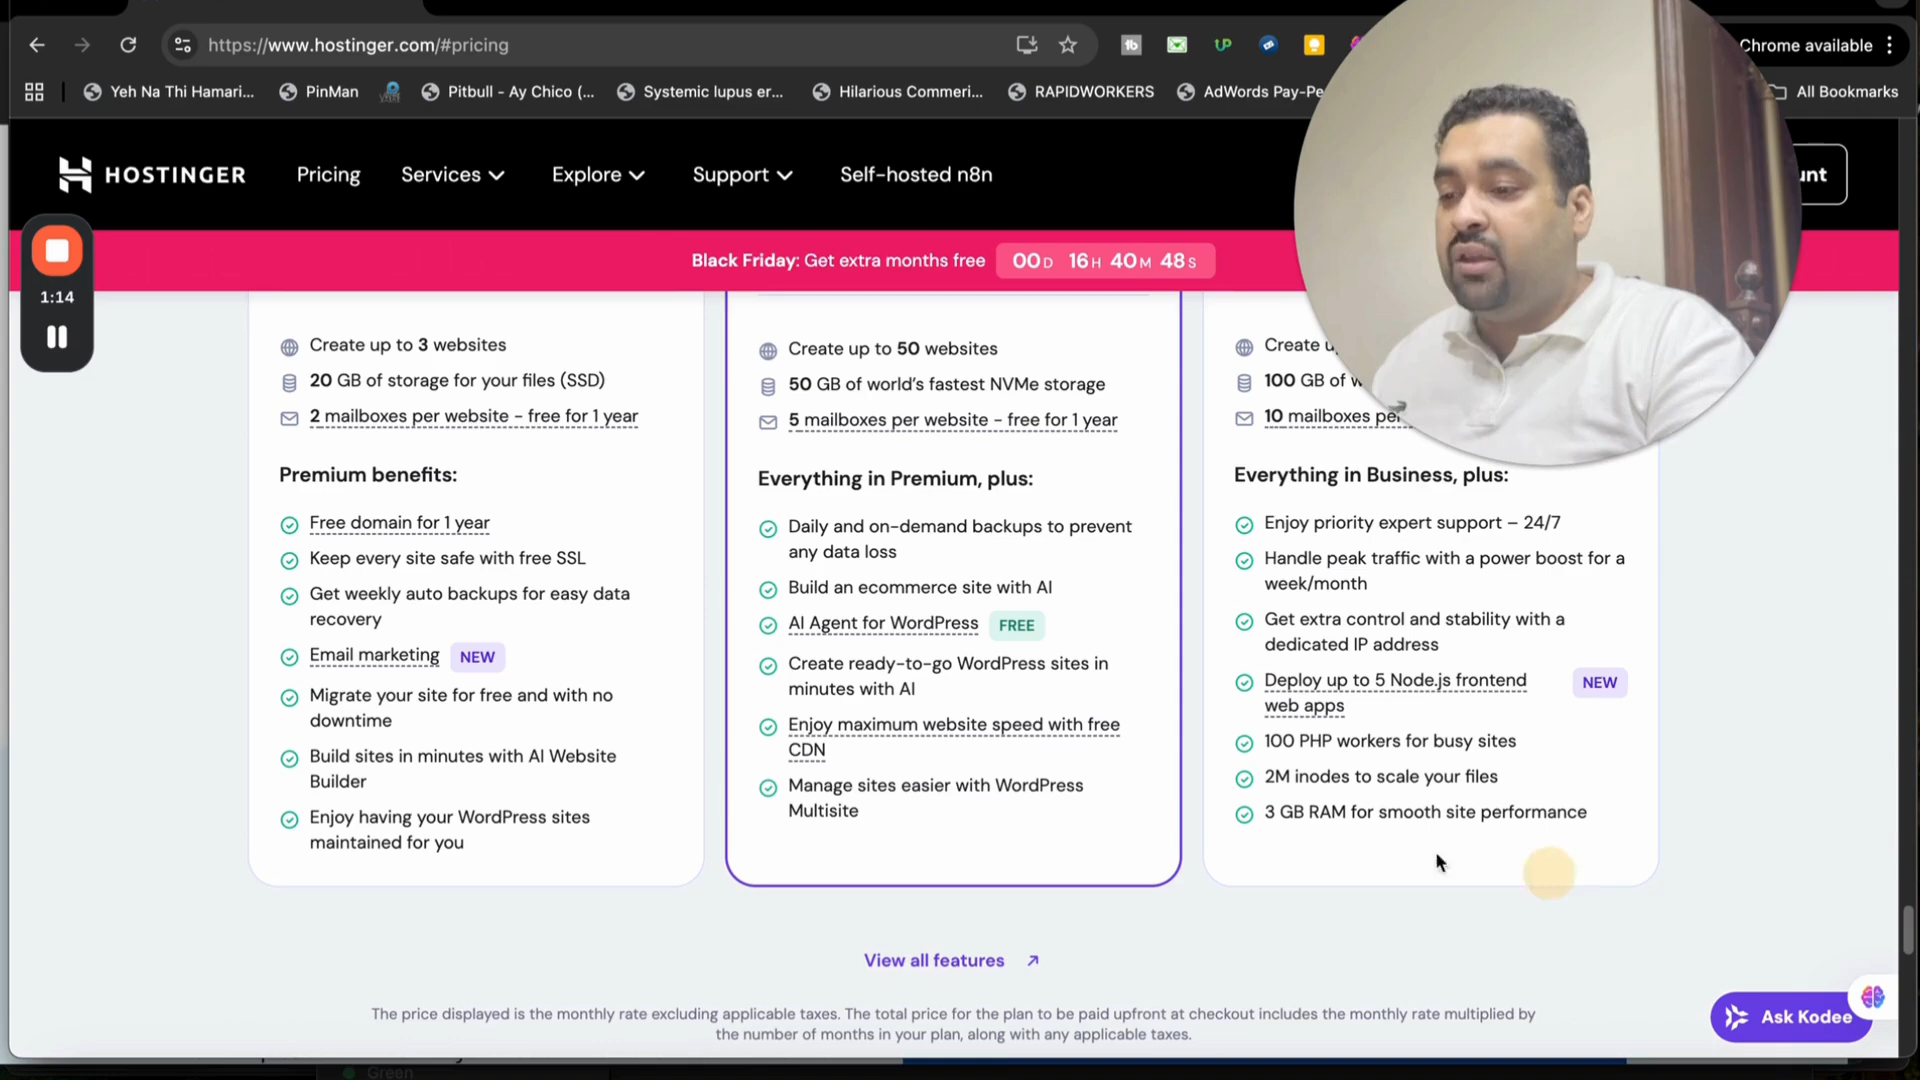 https://www.hostinger.com/#pricing
Chrome available
Yeh Na Thi Hamari...
PinMan
Pitbull - Ay Chico (...
Systemic lupus er...
Hilarious Commeri...
RAPIDWORKERS
AdWords Pay-Pe
All Bookmarks
HOSTINGER
Pricing
Services
Explore
Support
Self-hosted n8n
unt
Black Friday: Get extra months free
00D 16H 40M 48S
1:14
Create up to 3 websites
20 GB of storage for your files (SSD)
2 mailboxes per website - free for 1 year
Premium benefits:
Free domain for 1 year
Keep every site safe with free SSL
Get weekly auto backups for easy data
recovery
Email marketing NEW
Migrate your site for free and with no
downtime
Build sites in minutes with AI Website
Builder
Enjoy having your WordPress sites
maintained for you
Create up to 50 websites
50 GB of world's fastest NVMe storage
5 mailboxes per website - free for 1 year
Everything in Premium, plus:
Daily and on-demand backups to prevent
any data loss
Build an ecommerce site with AI
AI Agent for WordPress FREE
Create ready-to-go WordPress sites in
minutes with AI
Enjoy maximum website speed with free
CDN
Manage sites easier with WordPress
Multisite
Create u
100 GB of w
10 mailboxes per
Everything in Business, plus:
Enjoy priority expert support – 24/7
Handle peak traffic with a power boost for a
week/month
Get extra control and stability with a
dedicated IP address
Deploy up to 5 Node.js frontend
web apps
NEW
100 PHP workers for busy sites
2M inodes to scale your files
3 GB RAM for smooth site performance
View all features
The price displayed is the monthly rate excluding applicable taxes. The total price for the plan to be paid upfront at checkout includes the monthly rate multiplied by
the number of months in your plan, along with any applicable taxes.
Ask Kodee
Green